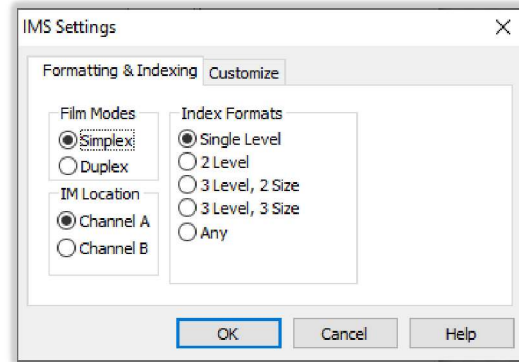 IMS Settings
Formatting & Indexing Customize
Film Modes
Simplex
Duplex
IM Location
Channel A
Channel B
Index Formats
Single Level
2 Level
3 Level, 2 Size
3 Level, 3 Size
Any
OK Cancel Help